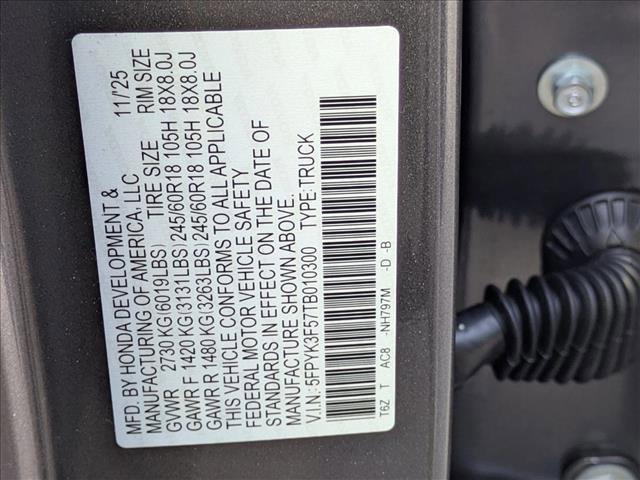 MFD. BY HONDA DEVELOPMENT & 11/'25
MANUFACTURING OF AMERICA, LLC
GVWR 2730 KG(6019LBS) TIRE SIZE RIM SIZE
GAWR F 1420 KG(3131LBS) 245/60R18 105H 18X8.0J
GAWR R 1480 KG(3263LBS) 245/60R18 105H 18X8.0J
THIS VEHICLE CONFORMS TO ALL APPLICABLE
FEDERAL MOTOR VEHICLE SAFETY
STANDARDS IN EFFECT ON THE DATE OF
MANUFACTURE SHOWN ABOVE.
V.I.N: 5FPYK3F57TB010300 TYPE:TRUCK
T6Z T AC8 -NH797M -D -B